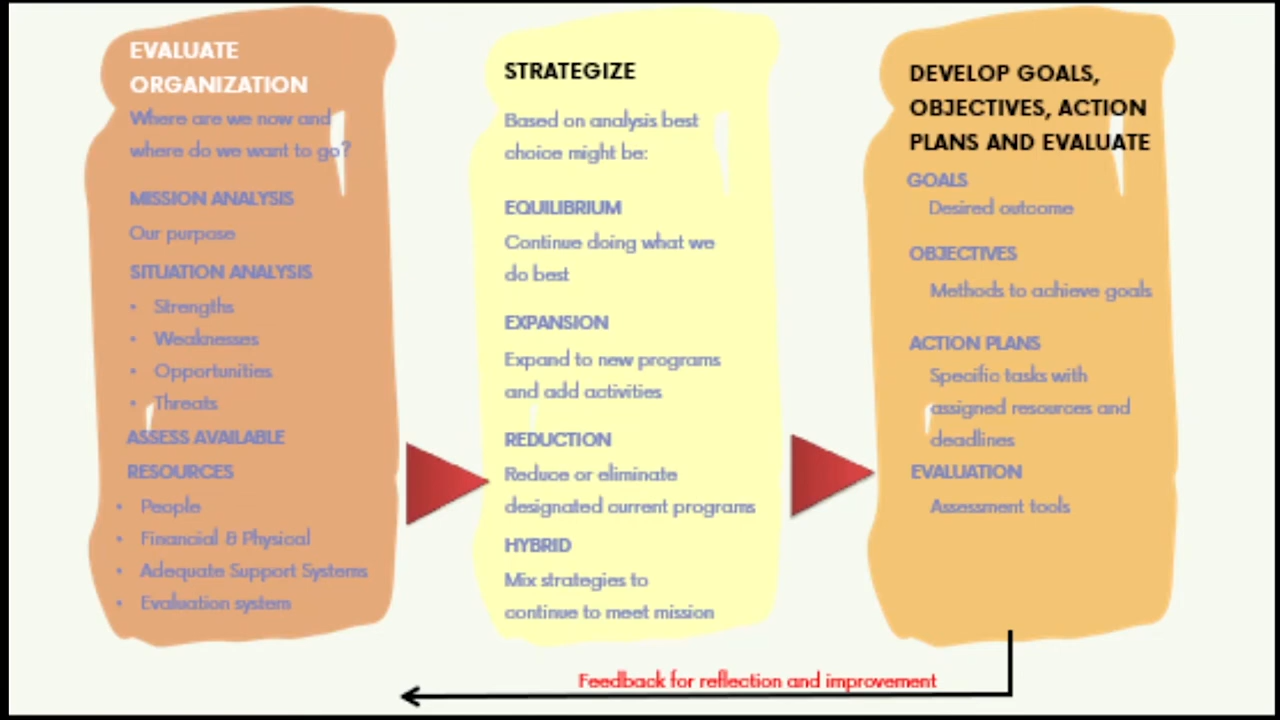 EVALUATE
ORGANIZATION
Where are we now and
where do we want to go?
MISSION ANALYSIS
Our purpose
SITUATION ANALYSIS
• Strengths
• Weaknesses
• Opportunities
• Threats
ASSESS AVAILABLE
RESOURCES
• People
• Financial & Physical
• Adequate Support Systems
• Evaluation system
STRATEGIZE
Based on analysis best
choice might be:
EQUILIBRIUM
Continue doing what we
do best
EXPANSION
Expand to new programs
and add activities
REDUCTION
Reduce or eliminate
designated current programs
HYBRID
Mix strategies to
continue to meet mission
DEVELOP GOALS,
OBJECTIVES, ACTION
PLANS AND EVALUATE
GOALS
Desired outcome
OBJECTIVES
Methods to achieve goals
ACTION PLANS
Specific tasks with
assigned resources and
deadlines
EVALUATION
Assessment tools
Feedback for reflection and improvement